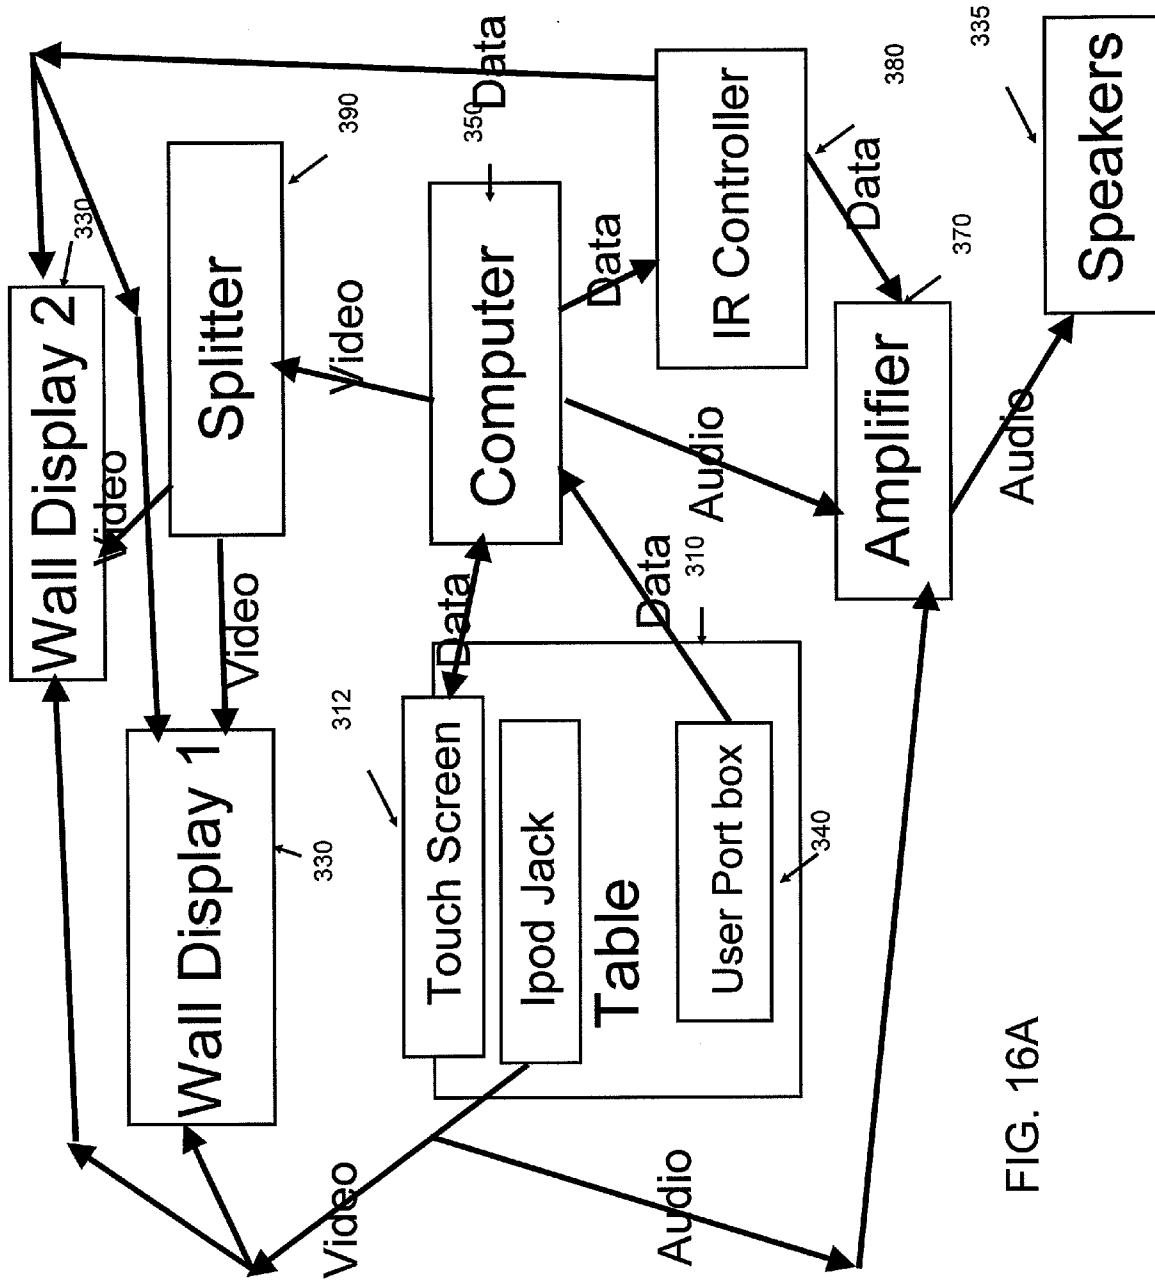 Wall Display 2
330
Video
Wall Display 1
Splitter
Video
330
Video
312
390
Video
Touch Screen
Data
350
Computer
Data
Ipod Jack
Data
Table
Data
Audio
310
Audio
User Port box
IR Controller
340
Data
Amplifier
380
370
335
Audio
FIG. 16A
Speakers